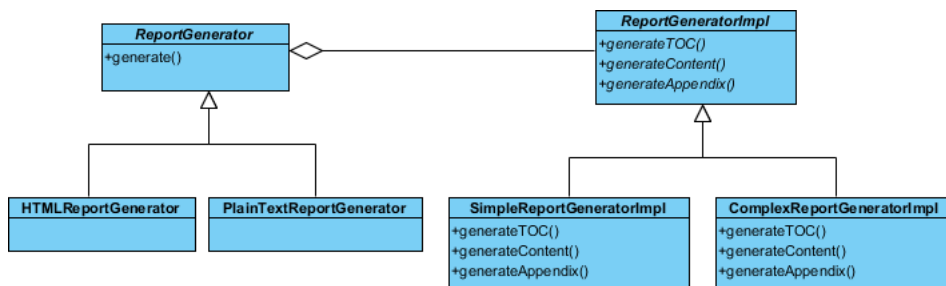 ReportGenerator
+generate()
ReportGeneratorImpl
+generateTOC()
+generateContent()
+generateAppendix()
HTMLReportGenerator
PlainTextReportGenerator
SimpleReportGeneratorImpl
+generateTOC()
+generateContent()
+generateAppendix()
ComplexReportGeneratorImpl
+generateTOC()
+generateContent()
+generateAppendix()